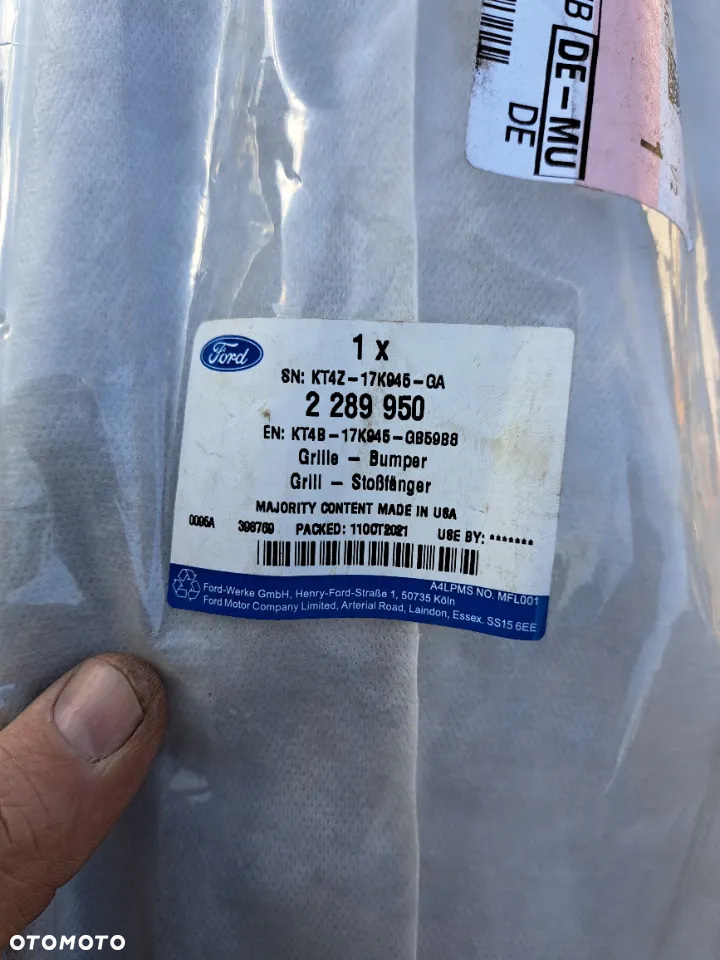 DE-MU
DE
1
Ford
1 x
SN: KT4Z-17K945-GA
2 289 950
EN: KT4B-17K945-GB59B8
Grille - Bumper
Grill - Stoßfänger
MAJORITY CONTENT MADE IN USA
0095A 398769 PACKED: 11OCT2021 USE BY: *******
A4LPMS NO. MFL001
Ford-Werke GmbH, Henry-Ford-Straße 1, 50735 Köln
Ford Motor Company Limited, Arterial Road, Laindon, Essex. SS15 6EE
OTOMOTO